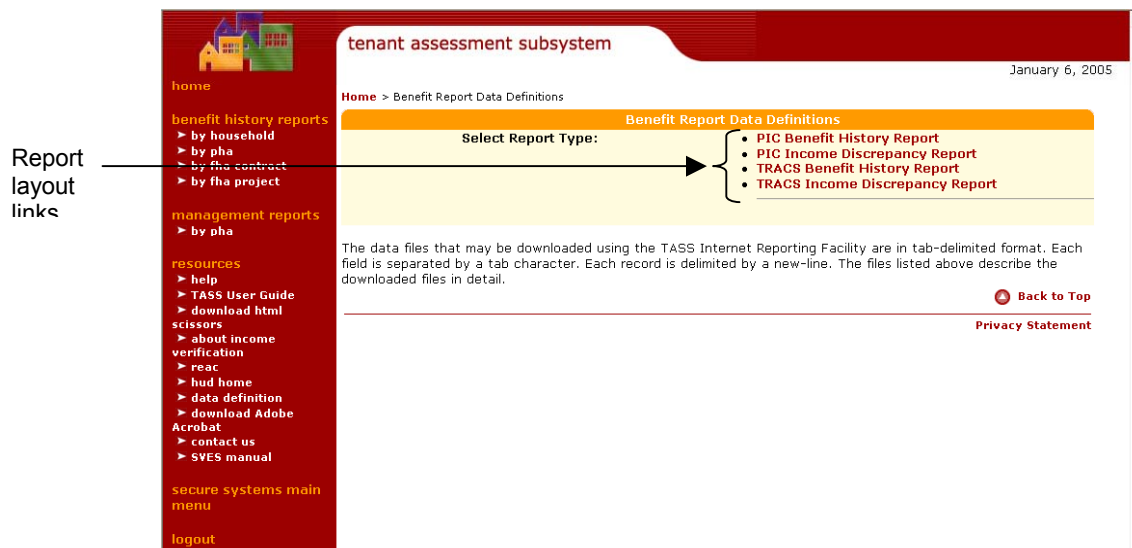 tenant assessment subsystem
January 6, 2005
home
Home > Benefit Report Data Definitions
benefit history reports
➤ by household
➤ by pha
➤ by fha contract
➤ by fha project
Benefit Report Data Definitions
Select Report Type:
• PIC Benefit History Report
• PIC Income Discrepancy Report
• TRACS Benefit History Report
• TRACS Income Discrepancy Report
Report
layout
links
management reports
➤ by pha
The data files that may be downloaded using the TASS Internet Reporting Facility are in tab-delimited format. Each
field is separated by a tab character. Each record is delimited by a new-line. The files listed above describe the
downloaded files in detail.
Back to Top
Privacy Statement
resources
➤ help
➤ TASS User Guide
➤ download html
scissors
➤ about income
verification
➤ reac
➤ hud home
➤ data definition
➤ download Adobe
Acrobat
➤ contact us
➤ SVES manual
secure systems main
menu
logout